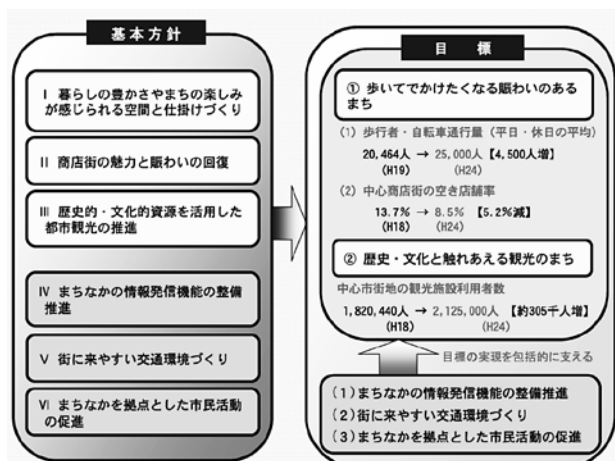 基本方針
Ⅰ 暮らしの豊かさやまちの楽しみ
が感じられる空間と仕掛けづくり
Ⅱ 商店街の魅力と賑わいの回復
Ⅲ 歴史的・文化的資源を活用した
都市観光の推進
Ⅳ まちなかの情報発信機能の整備
推進
Ⅴ 街に来やすい交通環境づくり
Ⅵ まちなかを拠点とした市民活動
の促進
目 標
① 歩いてでかけたくなる賑わいのある
まち
(1) 歩行者・自転車通行量（平日・休日の平均）
20,464人 → 25,000人【4,500人増】
(H19) (H24)
(2) 中心商店街の空き店舗率
13.7% → 8.5% 【5.2%減】
(H18) (H24)
② 歴史・文化と触れあえる観光のまち
中心市街地の観光施設利用者数
1,820,440人 → 2,125,000人【約305千人増】
(H18) (H24)
目標の実現を包括的に支える
(1)まちなかの情報発信機能の整備推進
(2)街に来やすい交通環境づくり
(3)まちなかを拠点とした市民活動の促進